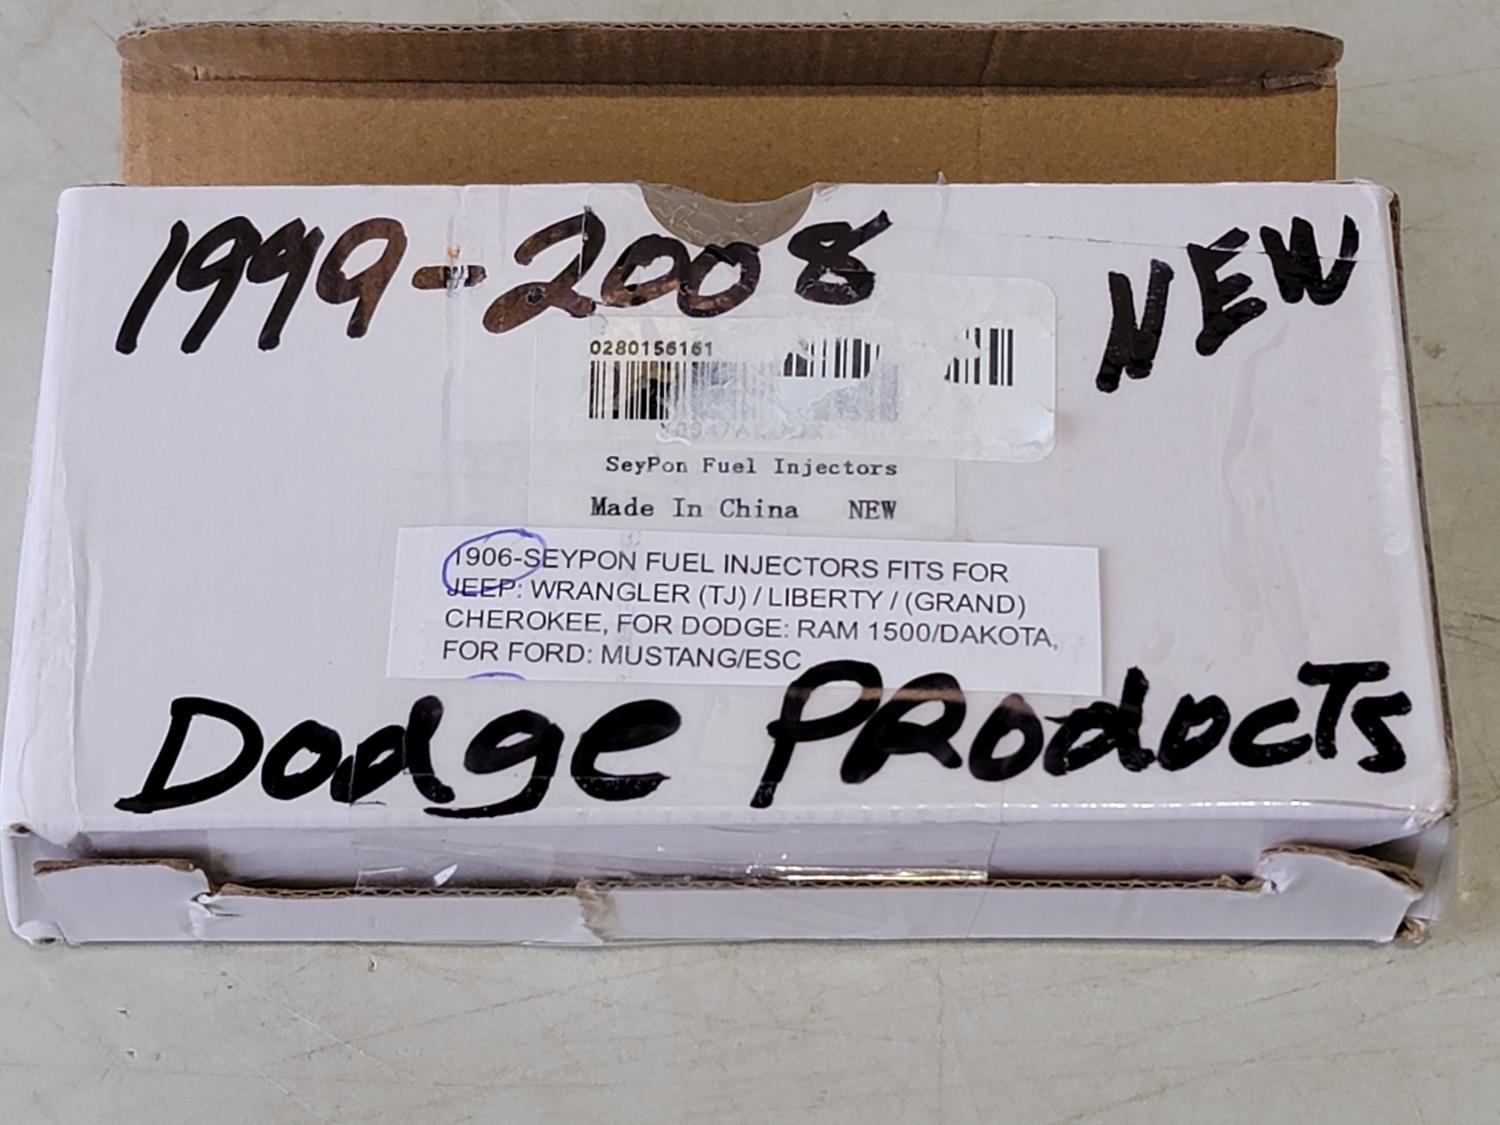 1999-2008
NEW
0280156161
SeyPon Fuel Injectors
Made In China NEW
1906-SEYPON FUEL INJECTORS FITS FOR
JEEP: WRANGLER (TJ) / LIBERTY / (GRAND)
CHEROKEE, FOR DODGE: RAM 1500/DAKOTA,
FOR FORD: MUSTANG/ESC
Dodge Products